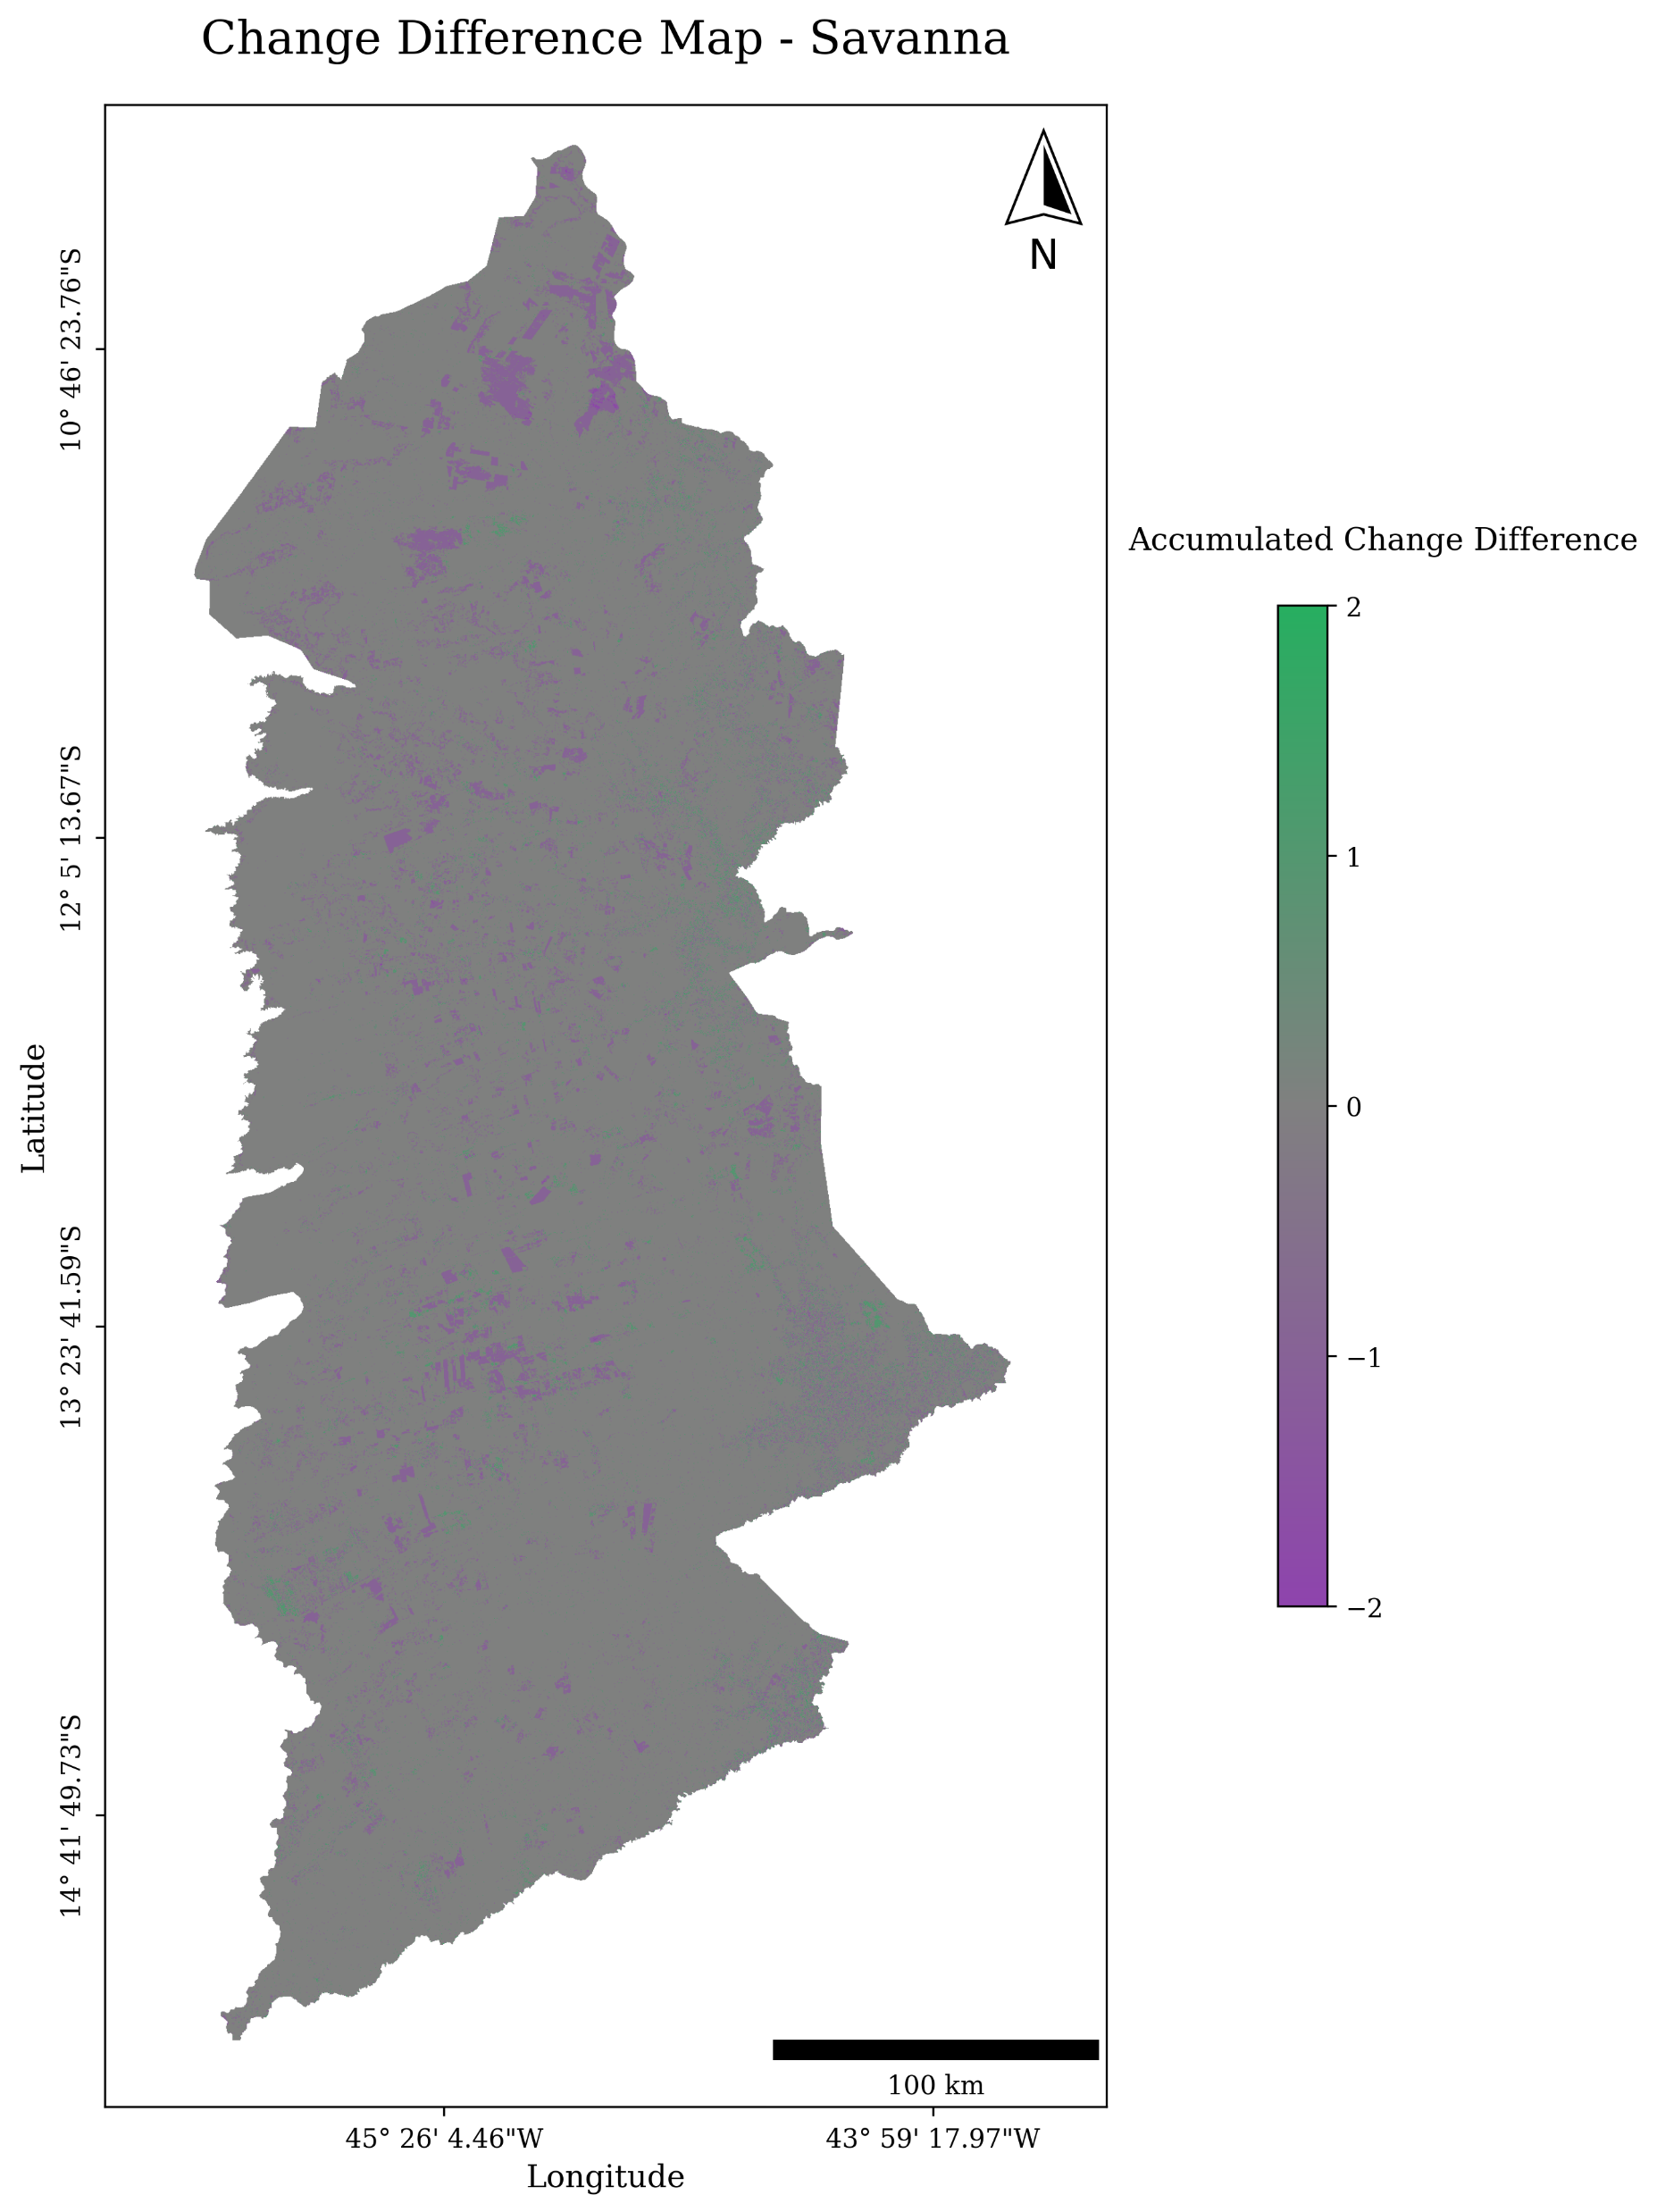 Change Difference Map - Savanna
N
10° 46' 23.76"S
12° 5' 13.67"S
13° 23' 41.59"S
14° 41' 49.73"S
Latitude
100 km
45° 26' 4.46"W
43° 59' 17.97"W
Longitude
Accumulated Change Difference
2
1
0
−1
−2